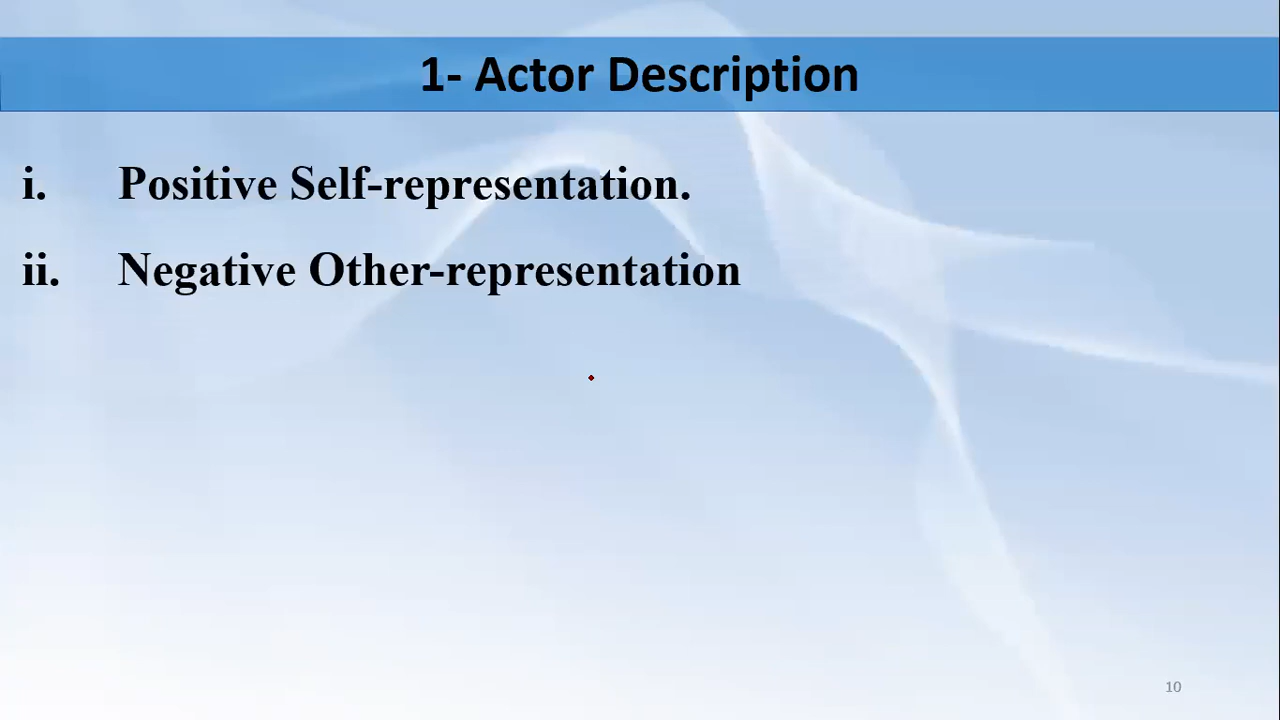 1- Actor Description
i. Positive Self-representation.
ii. Negative Other-representation
10